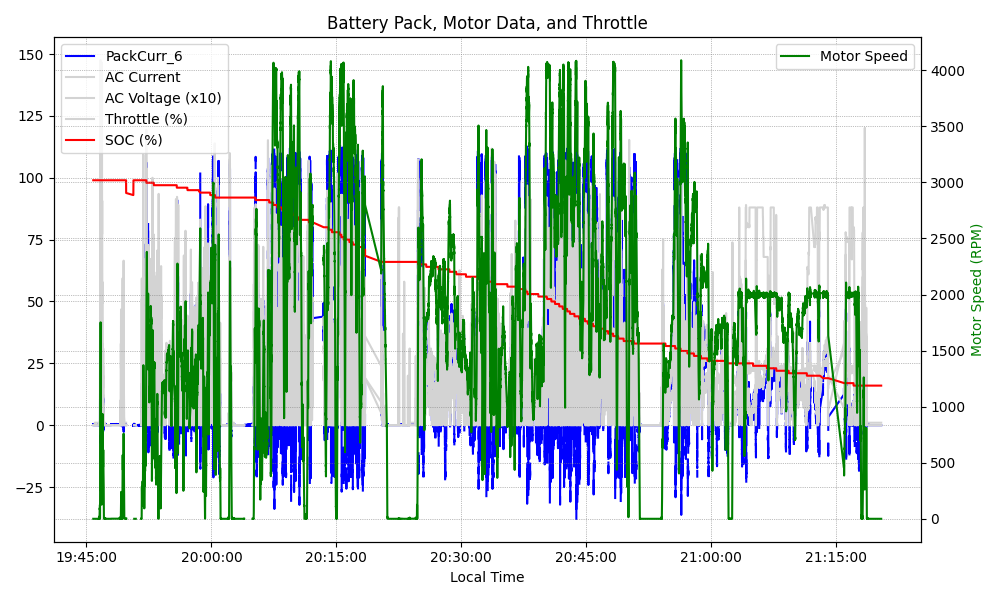 Battery Pack, Motor Data, and Throttle
PackCurr_6
AC Current
AC Voltage (x10)
Throttle (%)
SOC (%)
Motor Speed
150
125
100
75
50
25
0
−25
4000
3500
3000
2500
2000
1500
1000
500
0
Motor Speed (RPM)
19:45:00
20:00:00
20:15:00
20:30:00
20:45:00
21:00:00
21:15:00
Local Time